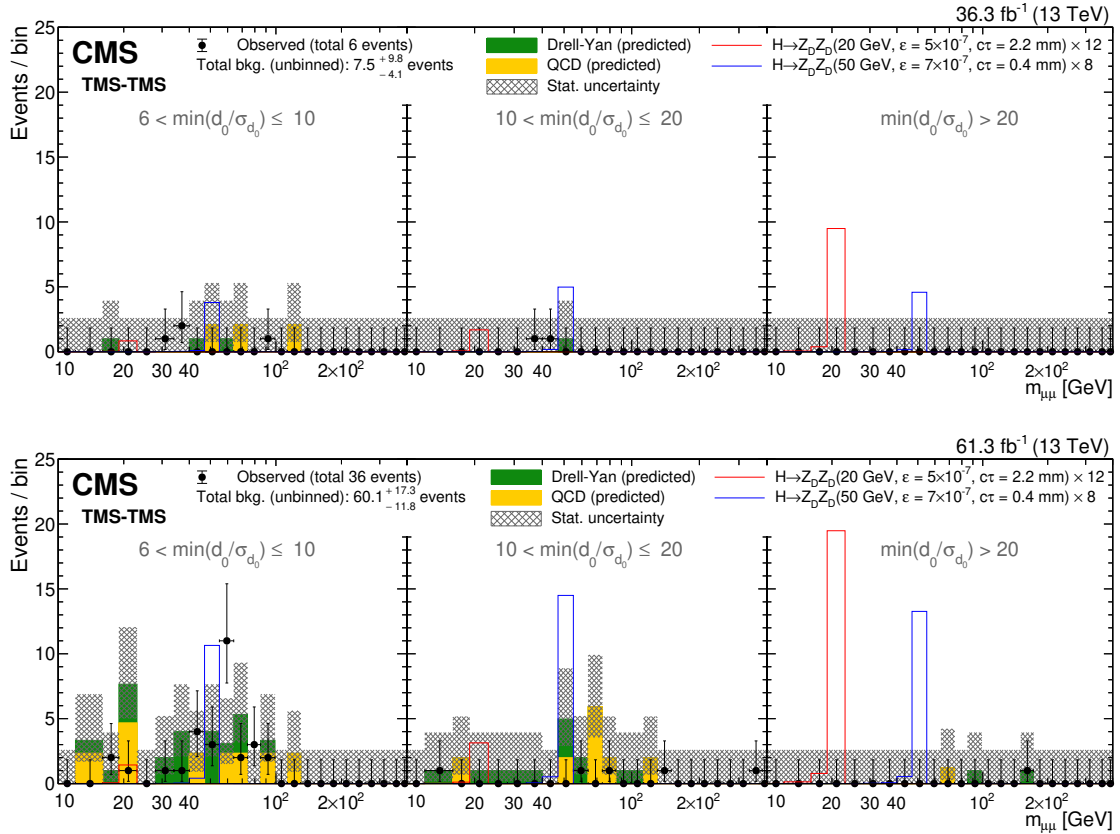 36.3 fb⁻¹ (13 TeV)
Events / bin
CMS
TMS-TMS
Observed (total 6 events)
Total bkg. (unbinned): 7.5 +9.8 −4.1 events
Drell-Yan (predicted)
QCD (predicted)
Stat. uncertainty
H→Z_DZ_D(20 GeV, ε = 5×10⁻⁷, cτ = 2.2 mm) × 12
H→Z_DZ_D(50 GeV, ε = 7×10⁻⁷, cτ = 0.4 mm) × 8
6 < min(d₀/σ_d₀) ≤ 10
10 < min(d₀/σ_d₀) ≤ 20
min(d₀/σ_d₀) > 20
25
20
15
10
5
0
10 20 30 40 10² 2×10² 10 20 30 40 10² 2×10² 10 20 30 40 10² 2×10²
m_μμ [GeV]
61.3 fb⁻¹ (13 TeV)
Events / bin
CMS
TMS-TMS
Observed (total 36 events)
Total bkg. (unbinned): 60.1 +17.3 −11.8 events
Drell-Yan (predicted)
QCD (predicted)
Stat. uncertainty
H→Z_DZ_D(20 GeV, ε = 5×10⁻⁷, cτ = 2.2 mm) × 12
H→Z_DZ_D(50 GeV, ε = 7×10⁻⁷, cτ = 0.4 mm) × 8
6 < min(d₀/σ_d₀) ≤ 10
10 < min(d₀/σ_d₀) ≤ 20
min(d₀/σ_d₀) > 20
25
20
15
10
5
0
10 20 30 40 10² 2×10² 10 20 30 40 10² 2×10² 10 20 30 40 10² 2×10²
m_μμ [GeV]